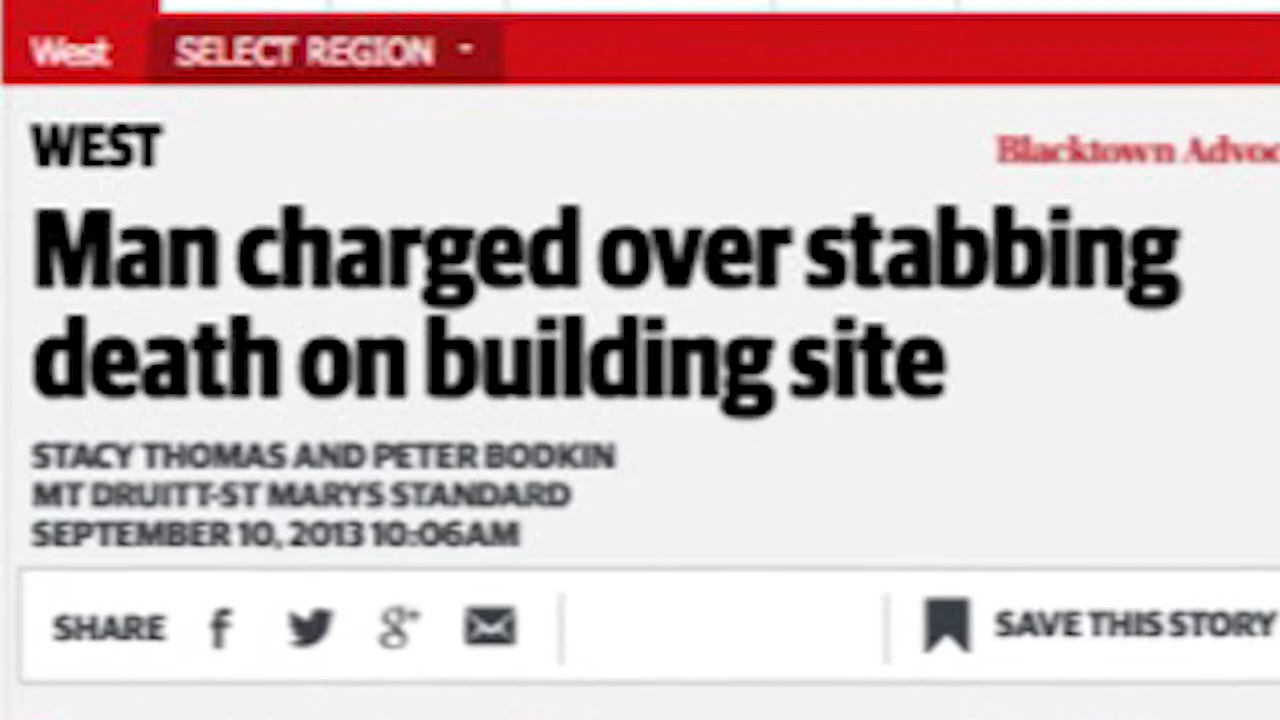 West SELECT REGION
WEST
Blacktown
Man charged over stabbing
death on building site
STACY THOMAS AND PETER BODKIN
MT DRUITT-ST MARYS STANDARD
SEPTEMBER 10, 2013 10:06AM
SHARE SAVE THIS STORY